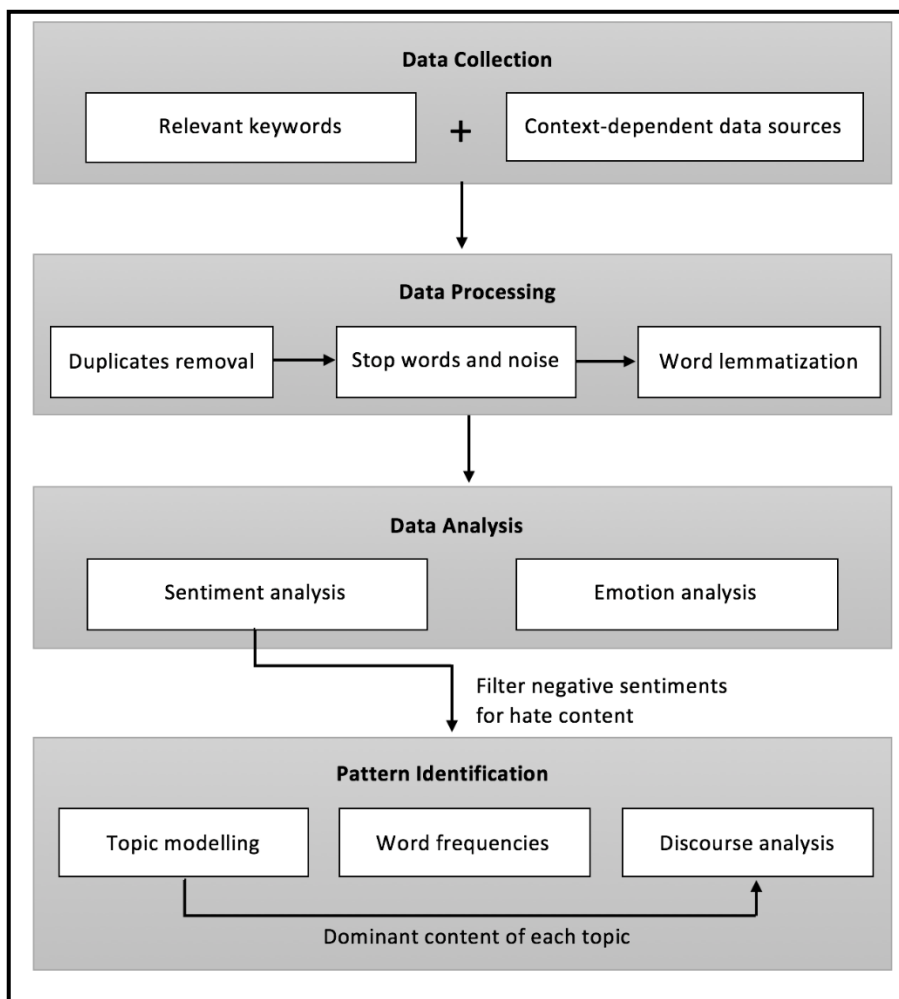 Data Collection
Relevant keywords
+
Context-dependent data sources
Data Processing
Duplicates removal
Stop words and noise
Word lemmatization
Data Analysis
Sentiment analysis
Emotion analysis
Filter negative sentiments
for hate content
Pattern Identification
Topic modelling
Word frequencies
Discourse analysis
Dominant content of each topic